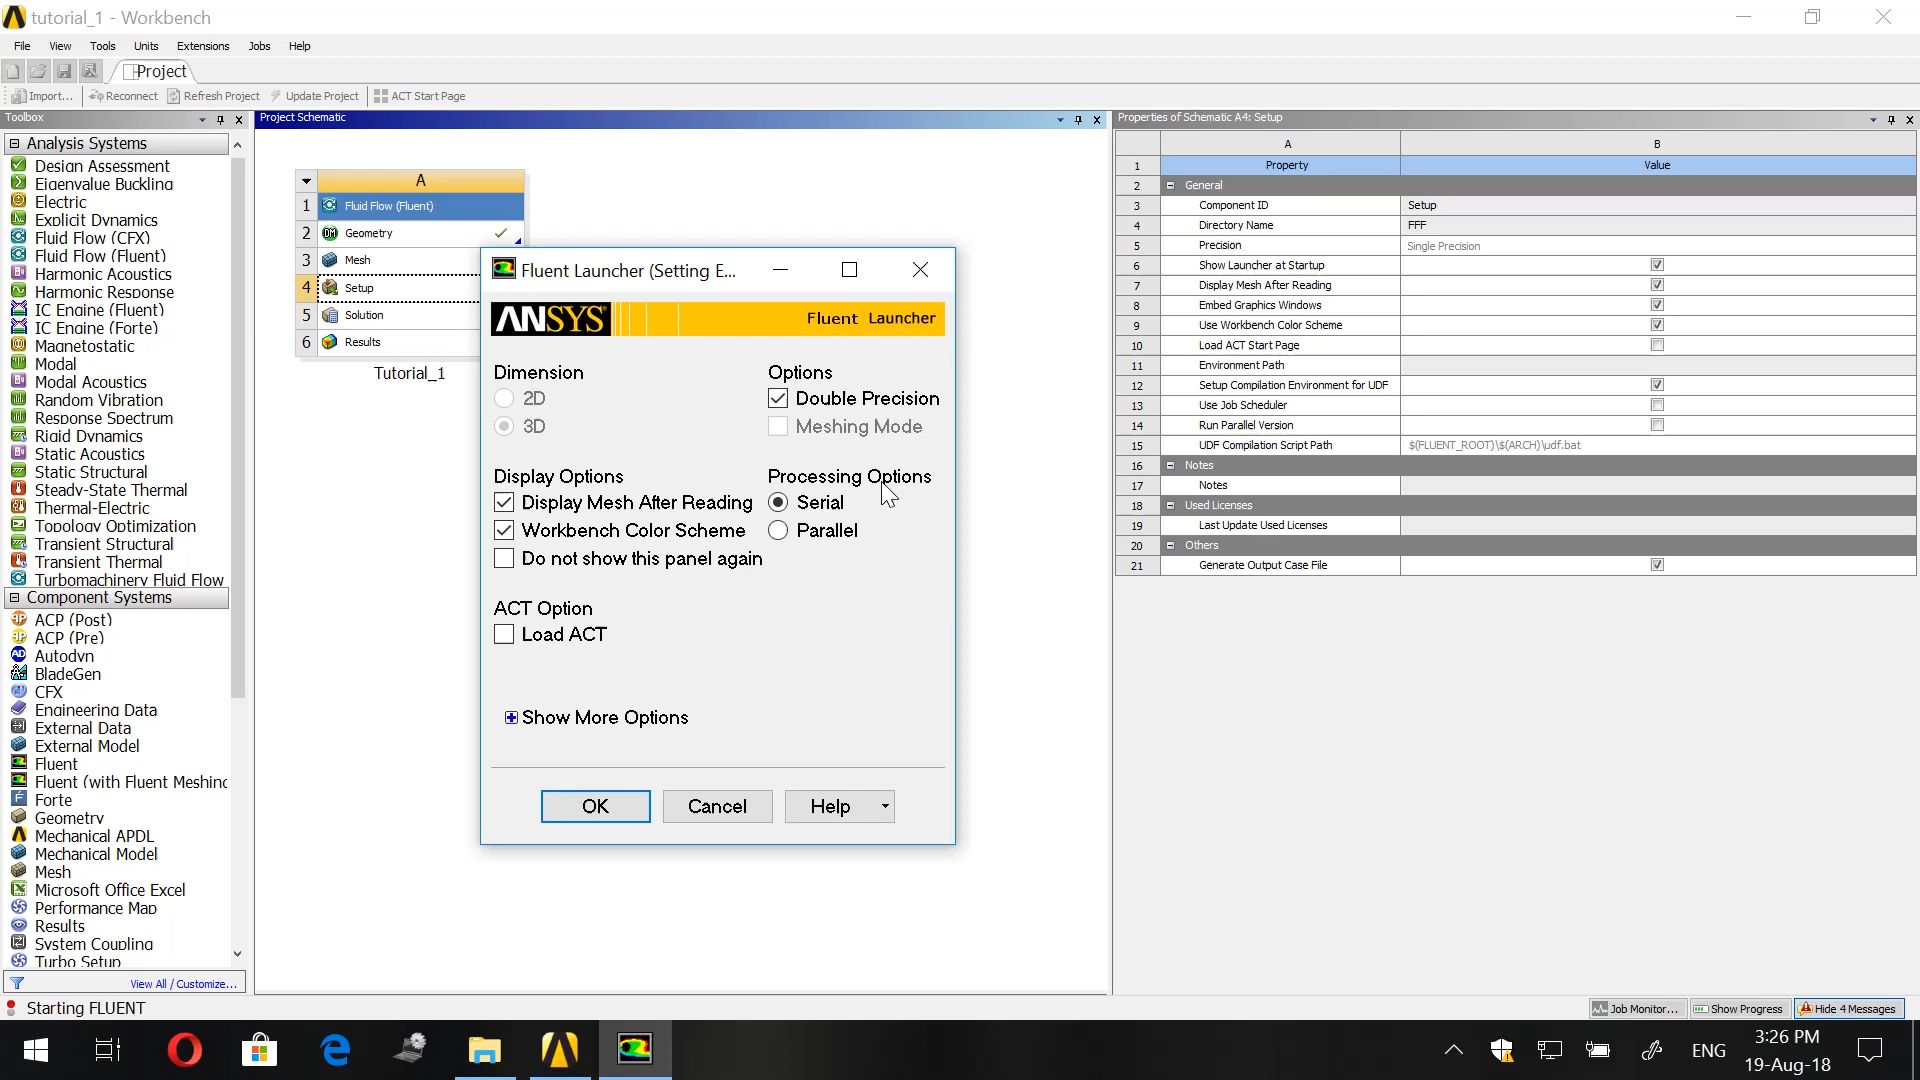 tutorial_1 - Workbench
File View Tools Units Extensions Jobs Help
Project
Import... Reconnect Refresh Project Update Project ACT Start Page
Toolbox
Analysis Systems
Design Assessment
Eigenvalue Buckling
Electric
Explicit Dynamics
Fluid Flow (CFX)
Fluid Flow (Fluent)
Harmonic Acoustics
Harmonic Response
IC Engine (Fluent)
IC Engine (Forte)
Magnetostatic
Modal
Modal Acoustics
Random Vibration
Response Spectrum
Rigid Dynamics
Static Acoustics
Static Structural
Steady-State Thermal
Thermal-Electric
Topology Optimization
Transient Structural
Transient Thermal
Turbomachinery Fluid Flow
Component Systems
ACP (Post)
ACP (Pre)
Autodyn
BladeGen
CFX
Engineering Data
External Data
External Model
Fluent
Fluent (with Fluent Meshing
Forte
Geometry
Mechanical APDL
Mechanical Model
Mesh
Microsoft Office Excel
Performance Map
Results
System Coupling
Turbo Setup
View All / Customize...
Project Schematic
A
1 Fluid Flow (Fluent)
2 DM Geometry
3 Mesh
4 Setup
5 Solution
6 Results
Tutorial_1
Fluent Launcher (Setting E...
ANSYS Fluent Launcher
Dimension
2D
3D
Options
Double Precision
Meshing Mode
Display Options
Display Mesh After Reading
Workbench Color Scheme
Do not show this panel again
Processing Options
Serial
Parallel
ACT Option
Load ACT
Show More Options
OK Cancel Help
Properties of Schematic A4: Setup
A B
1 Property Value
2 General
3 Component ID Setup
4 Directory Name FFF
5 Precision Single Precision
6 Show Launcher at Startup
7 Display Mesh After Reading
8 Embed Graphics Windows
9 Use Workbench Color Scheme
10 Load ACT Start Page
11 Environment Path
12 Setup Compilation Environment for UDF
13 Use Job Scheduler
14 Run Parallel Version
15 UDF Compilation Script Path $(FLUENT_ROOT)\$(ARCH)\udf.bat
16 Notes
17 Notes
18 Used Licenses
19 Last Update Used Licenses
20 Others
21 Generate Output Case File
Starting FLUENT
Job Monitor... Show Progress Hide 4 Messages
ENG
3:26 PM
19-Aug-18